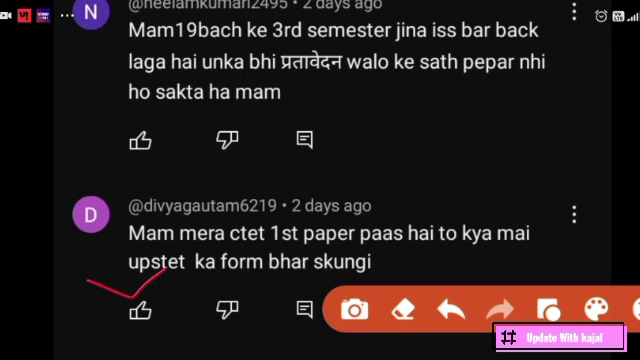 @neelamkumari2495 • 2 days ago
N
Mam19bach ke 3rd semester jina iss bar back
laga hai unka bhi प्रतावेदन walo ke sath pepar nhi
ho sakta ha mam
D
@divyagautam6219 • 2 days ago
Mam mera ctet 1st paper paas hai to kya mai
upstet ka form bhar skungi
Update With kajal